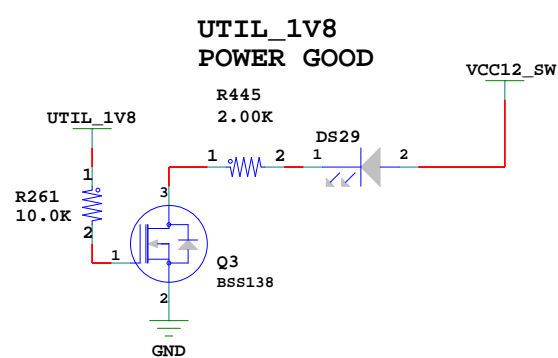 UTIL_1V8
POWER GOOD
VCC12_SW
R445
2.00K
UTIL_1V8
DS29
1
2
1
2
1
R261
10.0K
2
3
1
Q3
BSS138
2
GND